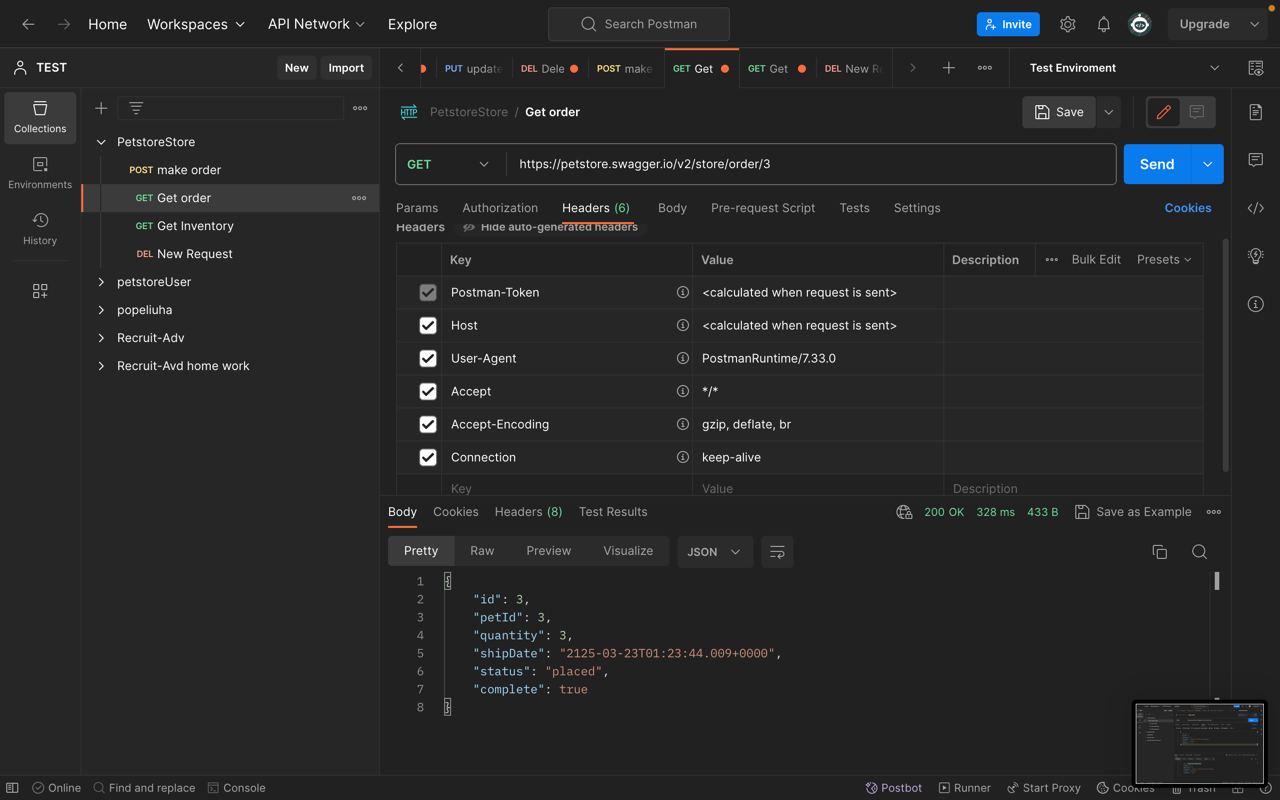 Home Workspaces API Network Explore Search Postman Invite Upgrade
TEST New Import PUT update DEL Dele POST make GET Get GET Get DEL New R Test Enviroment
Collections
Environments
History
PetstoreStore
POST make order
GET Get order
GET Get Inventory
DEL New Request
petstoreUser
popeliuha
Recruit-Adv
Recruit-Avd home work
HTTP PetstoreStore / Get order Save
GET https://petstore.swagger.io/v2/store/order/3 Send
Params Authorization Headers (6) Body Pre-request Script Tests Settings Cookies
Headers Hide auto-generated headers
Key Value Description Bulk Edit Presets
Postman-Token <calculated when request is sent>
Host <calculated when request is sent>
User-Agent PostmanRuntime/7.33.0
Accept */*
Accept-Encoding gzip, deflate, br
Connection keep-alive
Key Value Description
Body Cookies Headers (8) Test Results 200 OK 328 ms 433 B Save as Example
Pretty Raw Preview Visualize JSON
1 {
2 "id": 3,
3 "petId": 3,
4 "quantity": 3,
5 "shipDate": "2125-03-23T01:23:44.009+0000",
6 "status": "placed",
7 "complete": true
8 }
Online Find and replace Console Postbot Runner Start Proxy Cookies Trash